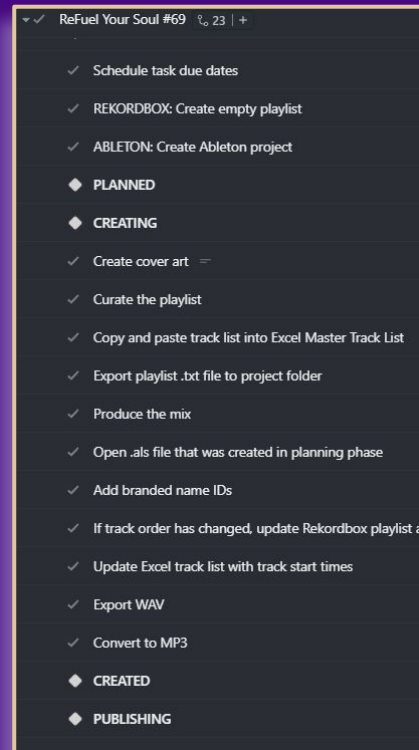 ReFuel Your Soul #69 23 | +
Schedule task due dates
REKORDBOX: Create empty playlist
ABLETON: Create Ableton project
PLANNED
CREATING
Create cover art
Curate the playlist
Copy and paste track list into Excel Master Track List
Export playlist .txt file to project folder
Produce the mix
Open .als file that was created in planning phase
Add branded name IDs
If track order has changed, update Rekordbox playlist a
Update Excel track list with track start times
Export WAV
Convert to MP3
CREATED
PUBLISHING